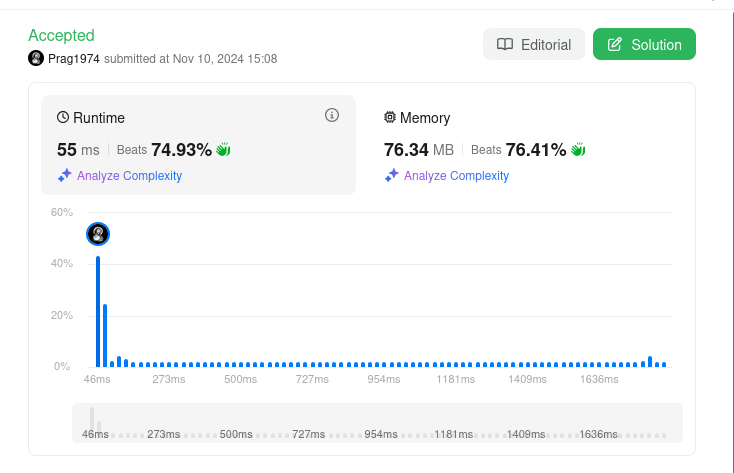 Accepted
Editorial
Solution
Prag1974 submitted at Nov 10, 2024 15:08
Runtime
Memory
55 ms Beats 74.93%
76.34 MB Beats 76.41%
Analyze Complexity
Analyze Complexity
60%
40%
20%
0%
46ms 273ms 500ms 727ms 954ms 1181ms 1409ms 1636ms
46ms 273ms 500ms 727ms 954ms 1181ms 1409ms 1636ms